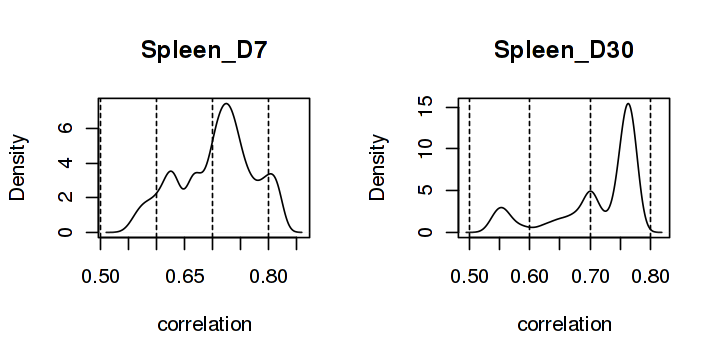 Spleen_D7
Density
0 2 4 6
0.50 0.65 0.80
correlation
Spleen_D30
Density
0 5 10 15
0.50 0.60 0.70 0.80
correlation